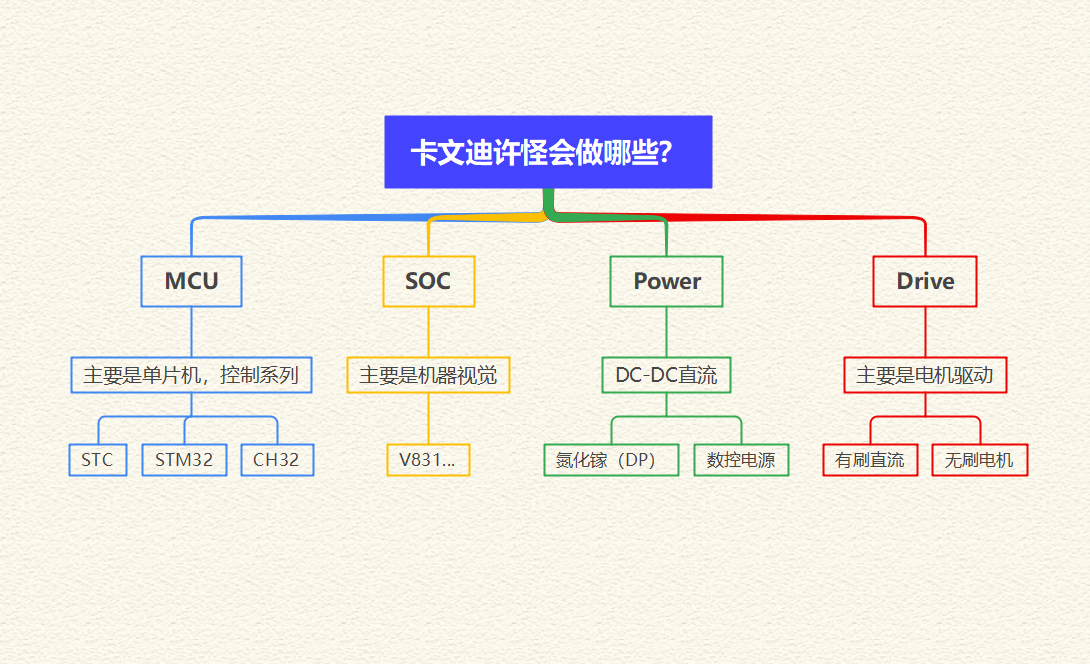 卡文迪许怪会做哪些?
MCU
SOC
Power
Drive
主要是单片机，控制系列
主要是机器视觉
DC-DC直流
主要是电机驱动
STC
STM32
CH32
V831...
氮化镓（DP）
数控电源
有刷直流
无刷电机